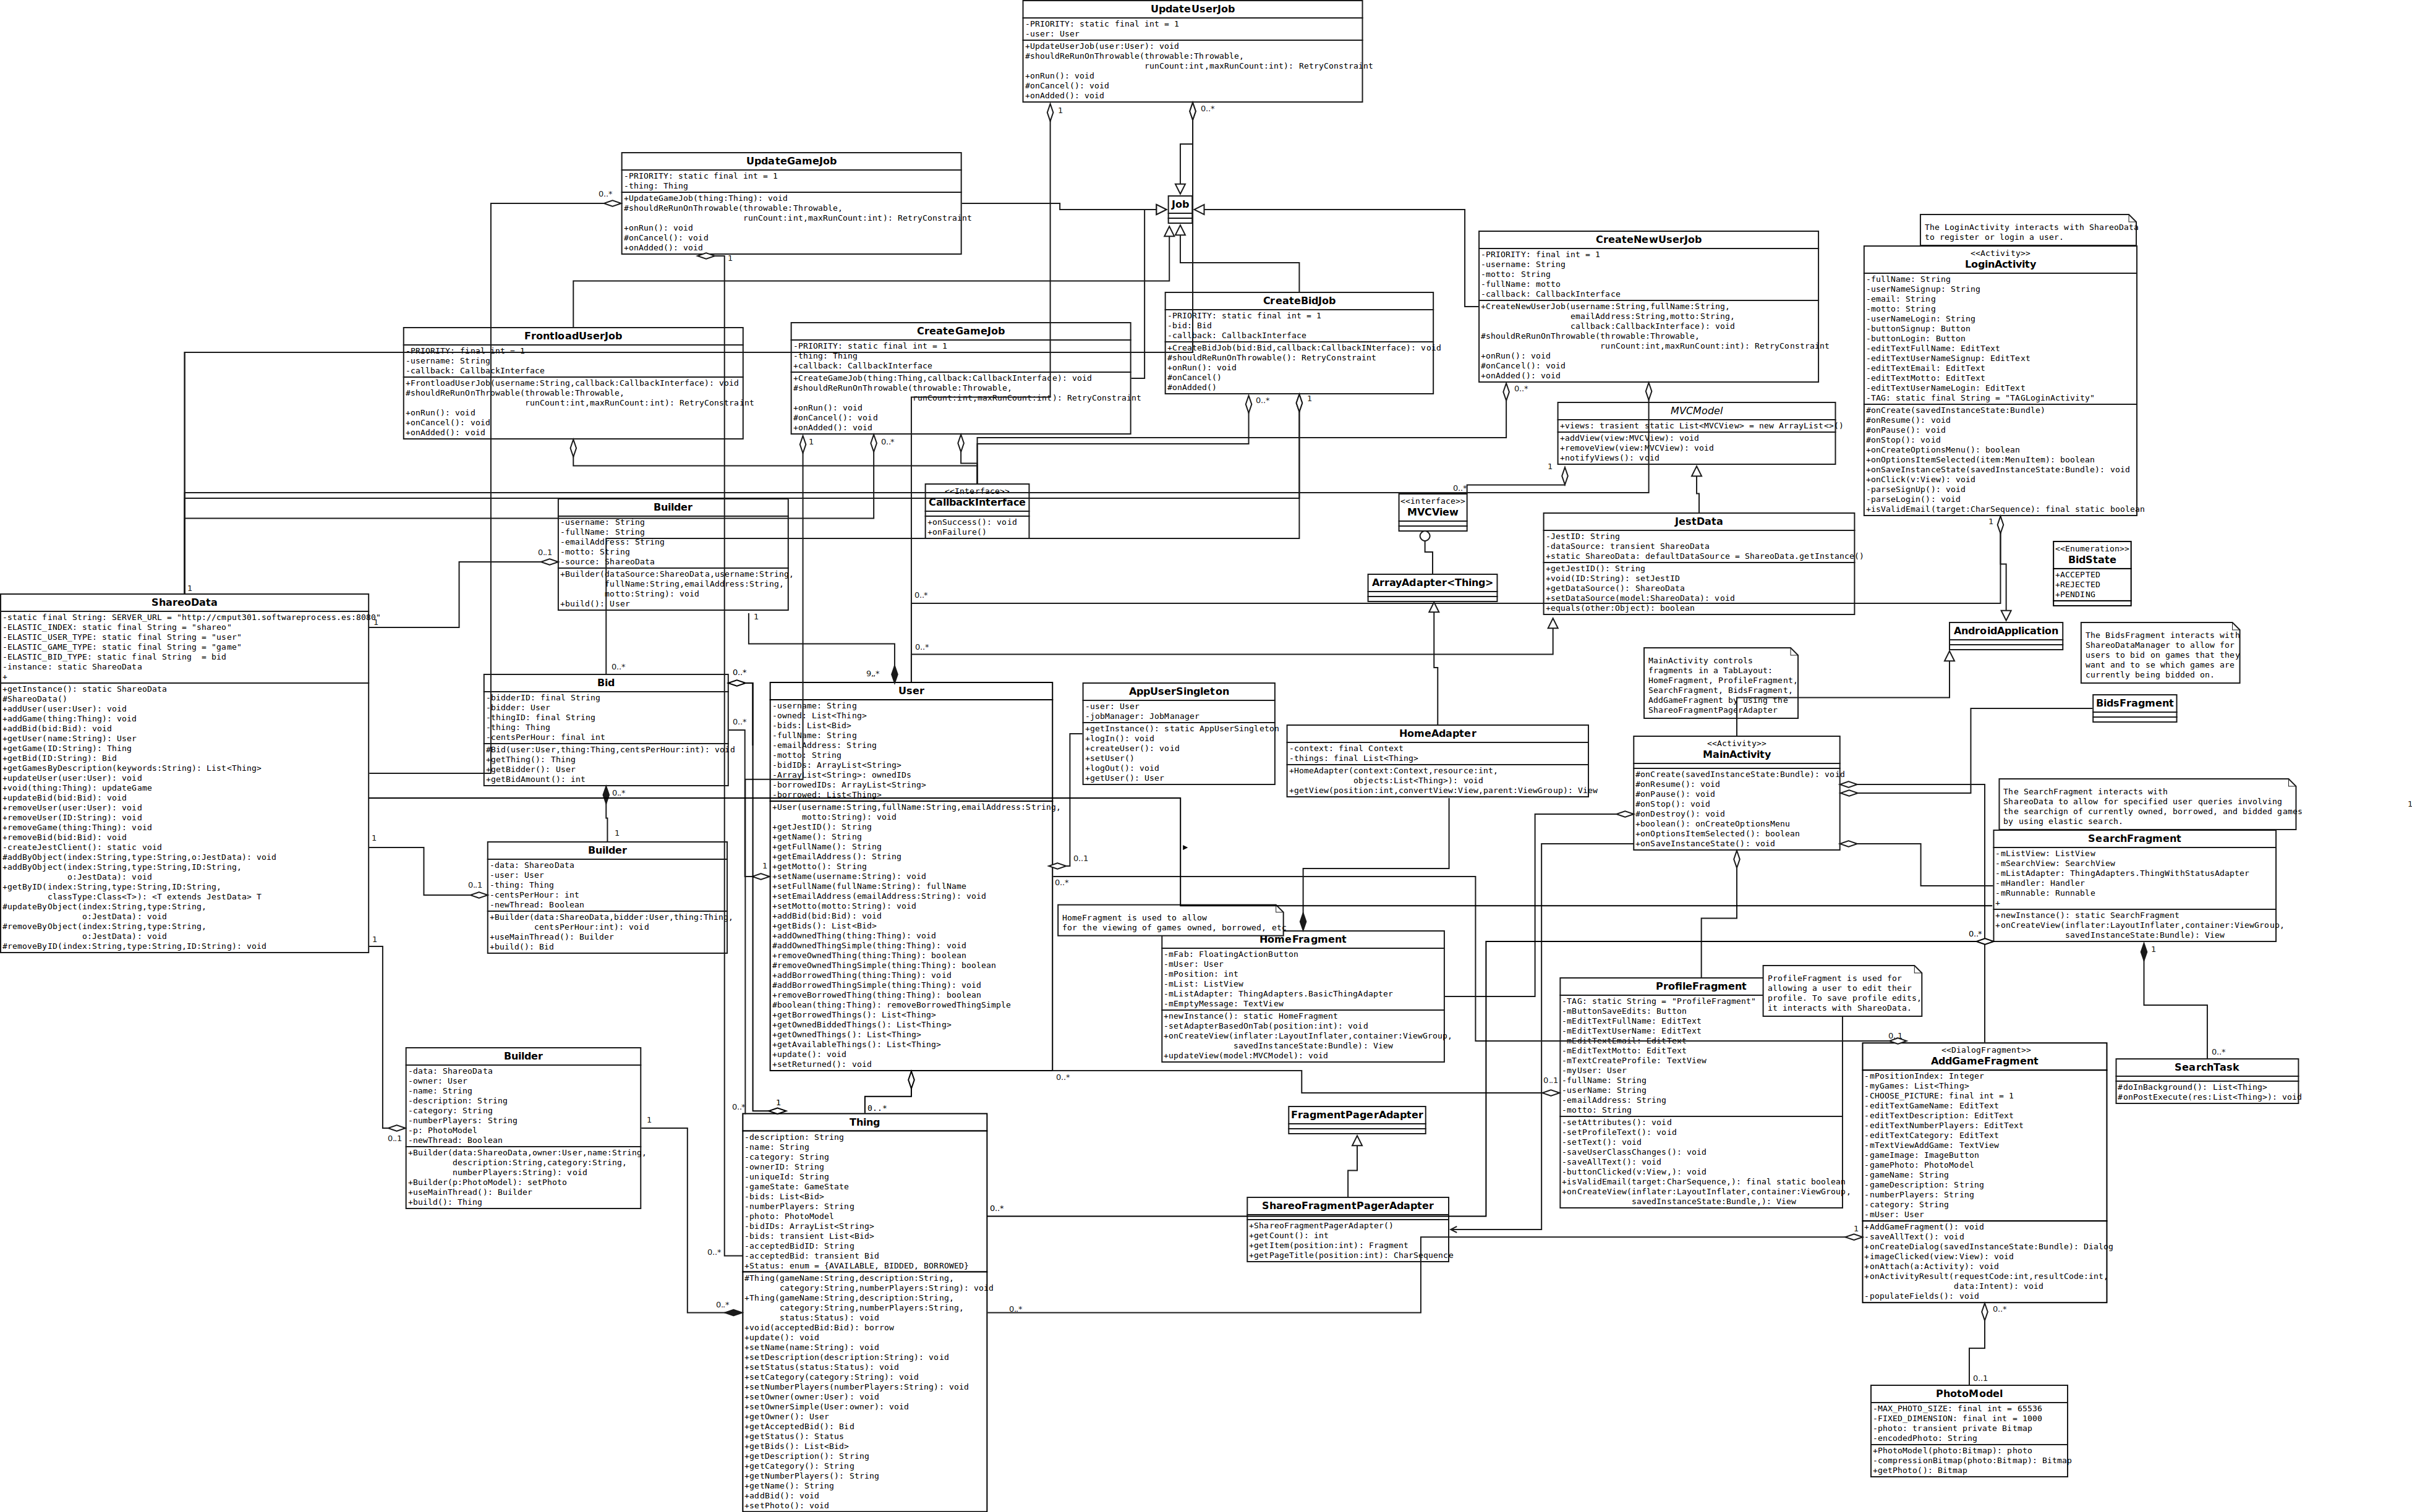 UpdateUserJob
-PRIORITY: static final int = 1
-user: User
+UpdateUserJob(user:User): void
#shouldReRunOnThrowable(throwable:Throwable,
runCount:int,maxRunCount:int): RetryConstraint
+onRun(): void
#onCancel(): void
+onAdded(): void
1
0..*
UpdateGameJob
-PRIORITY: static final int = 1
-thing: Thing
+UpdateGameJob(thing:Thing): void
#shouldReRunOnThrowable(throwable:Throwable,
runCount:int,maxRunCount:int): RetryConstraint
+onRun(): void
#onCancel(): void
+onAdded(): void
0..*
1
Job
CreateNewUserJob
-PRIORITY: final int = 1
-username: String
-motto: String
-fullName: motto
-callback: CallbackInterface
+CreateNewUserJob(username:String,fullName:String,
emailAddress:String,motto:String,
callback:CallbackInterface): void
#shouldReRunOnThrowable(throwable:Throwable,
runCount:int,maxRunCount:int): RetryConstraint
+onRun(): void
#onCancel(): void
+onAdded(): void
0..*
The LoginActivity interacts with ShareoData
to register or login a user.
<<Activity>>
LoginActivity
-fullName: String
-userNameSignup: String
-email: String
-motto: String
-userNameLogin: String
-buttonSignup: Button
-buttonLogin: Button
-editTextFullName: EditText
-editTextUserNameSignup: EditText
-editTextEmail: EditText
-editTextMotto: EditText
-editTextUserNameLogin: EditText
-TAG: static final String = "TAGLoginActivity"
#onCreate(savedInstanceState:Bundle)
#onResume(): void
#onPause(): void
#onStop(): void
+onCreateOptionsMenu(): boolean
+onOptionsItemSelected(item:MenuItem): boolean
+onSaveInstanceState(savedInstanceState:Bundle): void
+onClick(v:View): void
-parseSignUp(): void
-parseLogin(): void
+isValidEmail(target:CharSequence): final static boolean
1
CreateBidJob
-PRIORITY: static final int = 1
-bid: Bid
-callback: CallbackInterface
+CreateBidJob(bid:Bid,callback:CallbackINterface): void
#shouldReRunOnThrowable(): RetryConstraint
+onRun(): void
#onCancel()
#onAdded()
0..*
1
FrontloadUserJob
-PRIORITY: final int = 1
-username: String
-callback: CallbackInterface
+FrontloadUserJob(username:String,callback:CallbackInterface): void
#shouldReRunOnThrowable(throwable:Throwable,
runCount:int,maxRunCount:int): RetryConstraint
+onRun(): void
+onCancel(): void
+onAdded(): void
CreateGameJob
-PRIORITY: static final int = 1
-thing: Thing
+callback: CallbackInterface
+CreateGameJob(thing:Thing,callback:CallbackInterface): void
#shouldReRunOnThrowable(throwable:Throwable,
runCount:int,maxRunCount:int): RetryConstraint
+onRun(): void
#onCancel(): void
+onAdded(): void
1
0..*
MVCModel
+views: trasient static List<MVCView> = new ArrayList<>()
+addView(view:MVCView): void
+removeView(view:MVCView): void
+notifyViews(): void
1
0..*
<<Interface>>
CallbackInterface
+onSuccess(): void
+onFailure()
<<interface>>
MVCView
JestData
-JestID: String
-dataSource: transient ShareoData
+static ShareoData: defaultDataSource = ShareoData.getInstance()
+getJestID(): String
+void(ID:String): setJestID
+getDataSource(): ShareoData
+setDataSource(model:ShareoData): void
+equals(other:Object): boolean
<<Enumeration>>
BidState
+ACCEPTED
+REJECTED
+PENDING
Builder
-username: String
-fullName: String
-emailAddress: String
-motto: String
-source: ShareoData
+Builder(dataSource:ShareoData,username:String,
fullName:String,emailAddress:String,
motto:String): void
+build(): User
0..1
1
ArrayAdapter<Thing>
1
ShareoData
-static final String: SERVER_URL = "http://cmput301.softwareprocess.es:8080"
-ELASTIC_INDEX: static final String = "shareo"
-ELASTIC_USER_TYPE: static final String = "user"
-ELASTIC_GAME_TYPE: static final String = "game"
-ELASTIC_BID_TYPE: static final String  = bid
-instance: static ShareoData
+
+getInstance(): static ShareoData
#ShareoData()
+addUser(user:User): void
+addGame(thing:Thing): void
+addBid(bid:Bid): void
+getUser(name:String): User
+getGame(ID:String): Thing
+getBid(ID:String): Bid
+getGamesByDescription(keywords:String): List<Thing>
+updateUser(user:User): void
+void(thing:Thing): updateGame
+updateBid(bid:Bid): void
+removeUser(user:User): void
+removeUser(ID:String): void
+removeGame(thing:Thing): void
+removeBid(bid:Bid): void
-createJestClient(): static void
#addByObject(index:String,type:String,o:JestData): void
+addByObject(index:String,type:String,ID:String,
o:JestData): void
+getByID(index:String,type:String,ID:String,
classType:Class<T>): <T extends JestData> T
#updateByObject(index:String,type:String,
o:JestData): void
#removeByObject(index:String,type:String,
o:JestData): void
#removeByID(index:String,type:String,ID:String): void
1
1
1
0..*
0..*
9..*
AndroidApplication
The BidsFragment interacts with
ShareoDataManager to allow for
users to bid on games that they
want and to se which games are
currently being bidded on.
BidsFragment
MainActivity controls
fragments in a TabLayout:
HomeFragment, ProfileFragment,
SearchFragment, BidsFragment,
AddGameFragment by using the
ShareoFragmentPagerAdapter
0..*
Bid
-bidderID: final String
-bidder: User
-thingID: final String
-thing: Thing
-centsPerHour: final int
#Bid(user:User,thing:Thing,centsPerHour:int): void
+getThing(): Thing
+getBidder(): User
+getBidAmount(): int
0..*
0..*
0..*
1
User
-username: String
-owned: List<Thing>
-bids: List<Bid>
-fullName: String
-emailAddress: String
-motto: String
-bidIDs: ArrayList<String>
-ArrayList<String>: ownedIDs
-borrowedIDs: ArrayList<String>
-borrowed: List<Thing>
+User(username:String,fullName:String,emailAddress:String,
motto:String): void
+getJestID(): String
+getName(): String
+getFullName(): String
+getEmailAddress(): String
+getMotto(): String
+setName(username:String): void
+setFullName(fullName:String): fullName
+setEmailAddress(emailAddress:String): void
+setMotto(motto:String): void
+addBid(bid:Bid): void
+getBids(): List<Bid>
+addOwnedThing(thing:Thing): void
#addOwnedThingSimple(thing:Thing): void
+removeOwnedThing(thing:Thing): boolean
#removeOwnedThingSimple(thing:Thing): boolean
+addBorrowedThing(thing:Thing): void
#addBorrowedThingSimple(thing:Thing): void
+removeBorrowedThing(thing:Thing): boolean
#boolean(thing:Thing): removeBorrowedThingSimple
+getBorrowedThings(): List<Thing>
+getOwnedBiddedThings(): List<Thing>
+getOwnedThings(): List<Thing>
+getAvailableThings(): List<Thing>
+update(): void
+setReturned(): void
1
0..1
0..*
0..*
AppUserSingleton
-user: User
-jobManager: JobManager
+getInstance(): static AppUserSingleton
+logIn(): void
+createUser(): void
+setUser()
+logOut(): void
+getUser(): User
HomeAdapter
-context: final Context
-things: final List<Thing>
+HomeAdapter(context:Context,resource:int,
objects:List<Thing>): void
+getView(position:int,convertView:View,parent:ViewGroup): View
<<Activity>>
MainActivity
#onCreate(savedInstanceState:Bundle): void
#onResume(): void
#onPause(): void
#onStop(): void
#onDestroy(): void
+boolean(): onCreateOptionsMenu
+onOptionsItemSelected(): boolean
+onSaveInstanceState(): void
The SearchFragment interacts with
ShareoData to allow for specified user queries involving
the searchign of currently owned, borrowed, and bidded games
by using elastic search.
1
SearchFragment
-mListView: ListView
-mSearchView: SearchView
-mListAdapter: ThingAdapters.ThingWithStatusAdapter
-mHandler: Handler
-mRunnable: Runnable
+
+newInstance(): static SearchFragment
+onCreateView(inflater:LayoutInflater,container:ViewGroup,
savedInstanceState:Bundle): View
0..*
1
Builder
-data: ShareoData
-user: User
-thing: Thing
-centsPerHour: int
-newThread: Boolean
+Builder(data:ShareoData,bidder:User,thing:Thing,
centsPerHour:int): void
+useMainThread(): Builder
+build(): Bid
0..1
HomeFragment is used to allow
for the viewing of games owned, borrowed, etc
HomeFragment
-mFab: FloatingActionButton
-mUser: User
-mPosition: int
-mList: ListView
-mListAdapter: ThingAdapters.BasicThingAdapter
-mEmptyMessage: TextView
+newInstance(): static HomeFragment
-setAdapterBasedOnTab(position:int): void
+onCreateView(inflater:LayoutInflater,container:ViewGroup,
savedInstanceState:Bundle): View
+updateView(model:MVCModel): void
ProfileFragment is used for
allowing a user to edit their
profile. To save profile edits,
it interacts with ShareoData.
ProfileFragment
-TAG: static String = "ProfileFragment"
-mButtonSaveEdits: Button
-mEditTextFullName: EditText
-mEditTextUserName: EditText
-mEditTextEmail: EditText
-mEditTextMotto: EditText
-mTextCreateProfile: TextView
-myUser: User
-fullName: String
-userName: String
-emailAddress: String
-motto: String
-setAttributes(): void
-setProfileText(): void
-setText(): void
-saveUserClassChanges(): void
-saveAllText(): void
-buttonClicked(v:View,): void
+isValidEmail(target:CharSequence,): final static boolean
+onCreateView(inflater:LayoutInflater,container:ViewGroup,
savedInstanceState:Bundle,): View
0..1
0..1
<<DialogFragment>>
AddGameFragment
-mPositionIndex: Integer
-myGames: List<Thing>
-CHOOSE_PICTURE: final int = 1
-editTextGameName: EditText
-editTextDescription: EditText
-editTextNumberPlayers: EditText
-editTextCategory: EditText
-mTextViewAddGame: TextView
-gameImage: ImageButton
-gamePhoto: PhotoModel
-gameName: String
-gameDescription: String
-numberPlayers: String
-category: String
-mUser: User
+AddGameFragment(): void
-saveAllText(): void
+onCreateDialog(savedInstanceState:Bundle): Dialog
+imageClicked(view:View): void
+onAttach(a:Activity): void
+onActivityResult(requestCode:int,resultCode:int,
data:Intent): void
-populateFields(): void
1
0..*
0..*
SearchTask
#doInBackground(): List<Thing>
#onPostExecute(res:List<Thing>): void
Builder
-data: ShareoData
-owner: User
-name: String
-description: String
-category: String
-numberPlayers: String
-p: PhotoModel
-newThread: Boolean
+Builder(data:ShareoData,owner:User,name:String,
description:String,category:String,
numberPlayers:String): void
+Builder(p:PhotoModel): setPhoto
+useMainThread(): Builder
+build(): Thing
0..1
1
0..*
1
0..*
Thing
-description: String
-name: String
-category: String
-ownerID: String
-uniqueId: String
-gameState: GameState
-bids: List<Bid>
-numberPlayers: String
-photo: PhotoModel
-bidIDs: ArrayList<String>
-bids: transient List<Bid>
-acceptedBidID: String
-acceptedBid: transient Bid
+Status: enum = {AVAILABLE, BIDDED, BORROWED}
#Thing(gameName:String,description:String,
category:String,numberPlayers:String): void
+Thing(gameName:String,description:String,
category:String,numberPlayers:String,
status:Status): void
+void(acceptedBid:Bid): borrow
+update(): void
+setName(name:String): void
+setDescription(description:String): void
+setStatus(status:Status): void
+setCategory(category:String): void
+setNumberPlayers(numberPlayers:String): void
+setOwner(owner:User): void
+setOwnerSimple(User:owner): void
+getOwner(): User
+getAcceptedBid(): Bid
+getStatus(): Status
+getBids(): List<Bid>
+getDescription(): String
+getCategory(): String
+getNumberPlayers(): String
+getName(): String
+addBid(): void
+setPhoto(): void
0..*
0..*
0..*
0..*
FragmentPagerAdapter
ShareoFragmentPagerAdapter
+ShareoFragmentPagerAdapter()
+getCount(): int
+getItem(position:int): Fragment
+getPageTitle(position:int): CharSequence
0..1
PhotoModel
-MAX_PHOTO_SIZE: final int = 65536
-FIXED_DIMENSION: final int = 1000
-photo: transient private Bitmap
-encodedPhoto: String
+PhotoModel(photo:Bitmap): photo
-compressionBitmap(photo:Bitmap): Bitmap
+getPhoto(): Bitmap